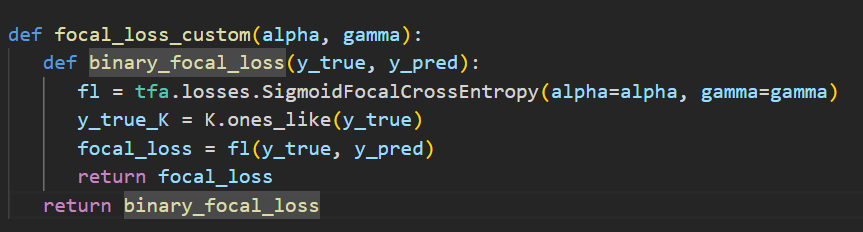 def focal_loss_custom(alpha, gamma):
def binary_focal_loss(y_true, y_pred):
fl = tfa.losses.SigmoidFocalCrossEntropy(alpha=alpha, gamma=gamma)
y_true_K = K.ones_like(y_true)
focal_loss = fl(y_true, y_pred)
return focal_loss
return binary_focal_loss